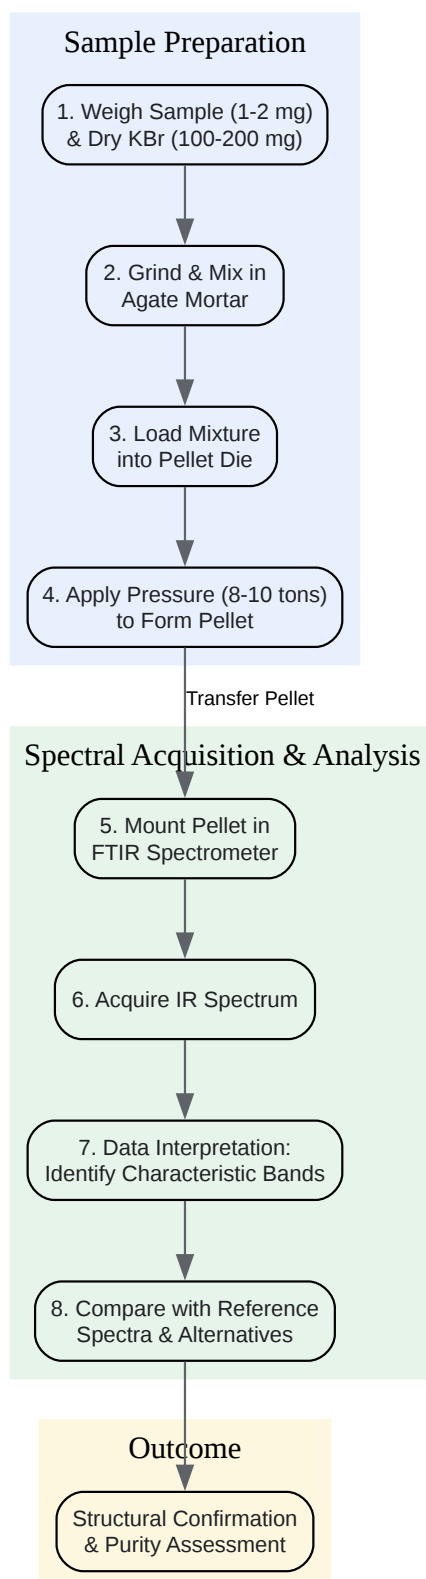 Sample Preparation
1. Weigh Sample (1-2 mg)
& Dry KBr (100-200 mg)
2. Grind & Mix in
Agate Mortar
3. Load Mixture
into Pellet Die
4. Apply Pressure (8-10 tons)
to Form Pellet
Transfer Pellet
Spectral Acquisition & Analysis
5. Mount Pellet in
FTIR Spectrometer
6. Acquire IR Spectrum
7. Data Interpretation:
Identify Characteristic Bands
8. Compare with Reference
Spectra & Alternatives
Outcome
Structural Confirmation
& Purity Assessment